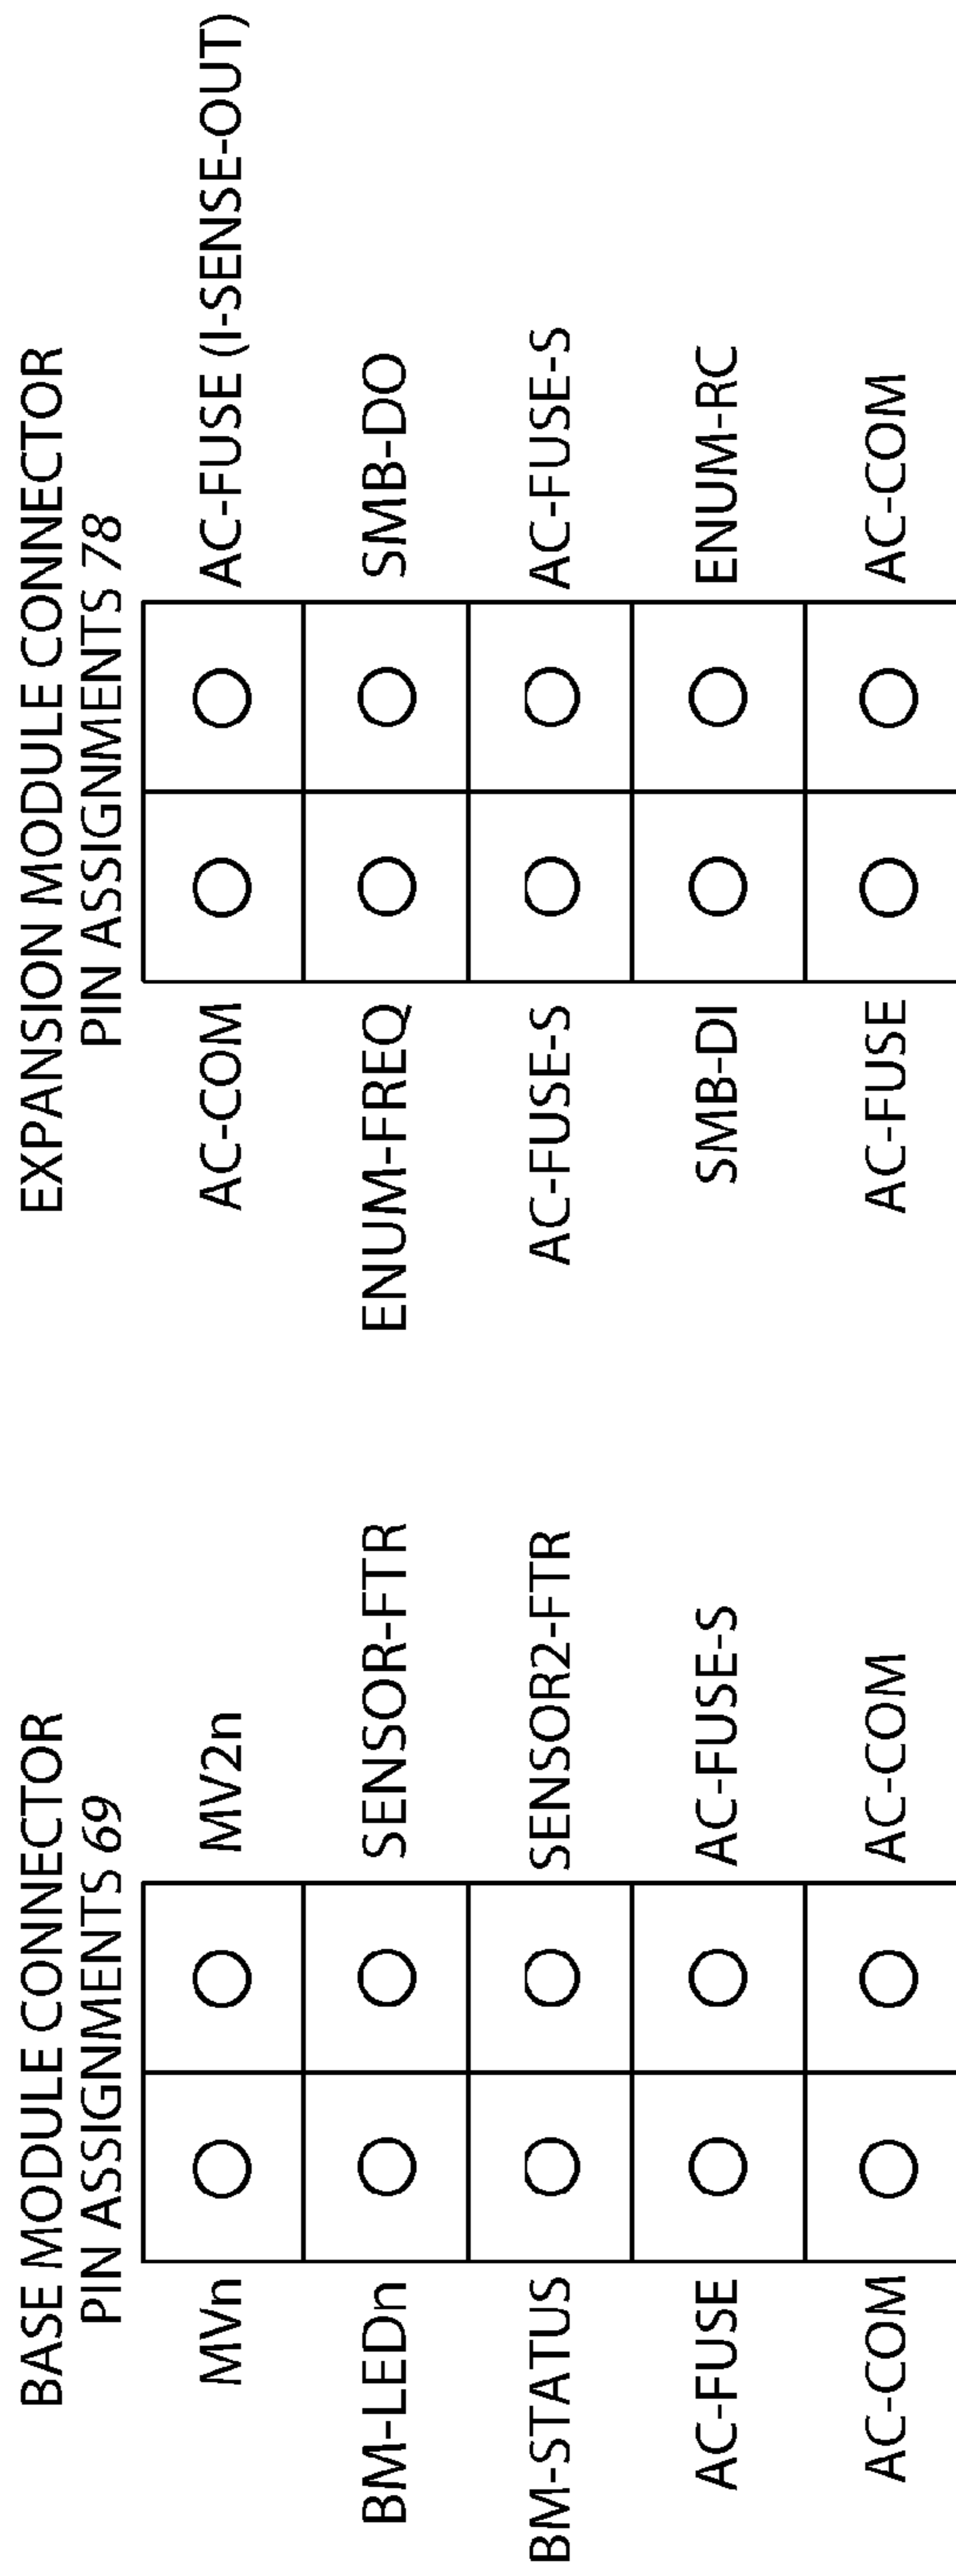 BASE MODULE CONNECTOR
PIN ASSIGNMENTS 69
MVn MV2n
BM-LEDn SENSOR-FTR
BM-STATUS SENSOR2-FTR
AC-FUSE AC-FUSE-S
AC-COM AC-COM
EXPANSION MODULE CONNECTOR
PIN ASSIGNMENTS 78
AC-COM AC-FUSE (I-SENSE-OUT)
ENUM-FREQ SMB-DO
AC-FUSE-S AC-FUSE-S
SMB-DI ENUM-RC
AC-FUSE AC-COM